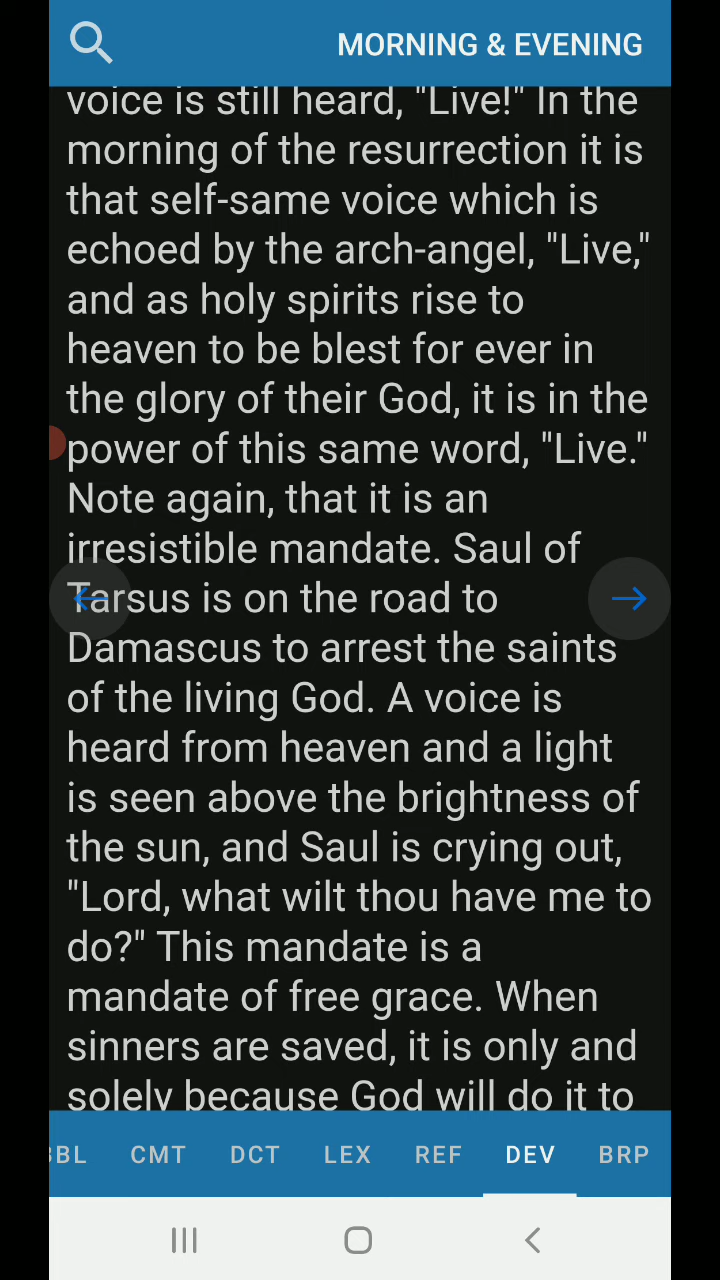 MORNING & EVENING
voice is still heard, "Live!" In the
morning of the resurrection it is
that self-same voice which is
echoed by the arch-angel, "Live,"
and as holy spirits rise to
heaven to be blest for ever in
the glory of their God, it is in the
power of this same word, "Live."
Note again, that it is an
irresistible mandate. Saul of
Tarsus is on the road to
Damascus to arrest the saints
of the living God. A voice is
heard from heaven and a light
is seen above the brightness of
the sun, and Saul is crying out,
"Lord, what wilt thou have me to
do?" This mandate is a
mandate of free grace. When
sinners are saved, it is only and
solely because God will do it to
BBL CMT DCT LEX REF DEV BRP